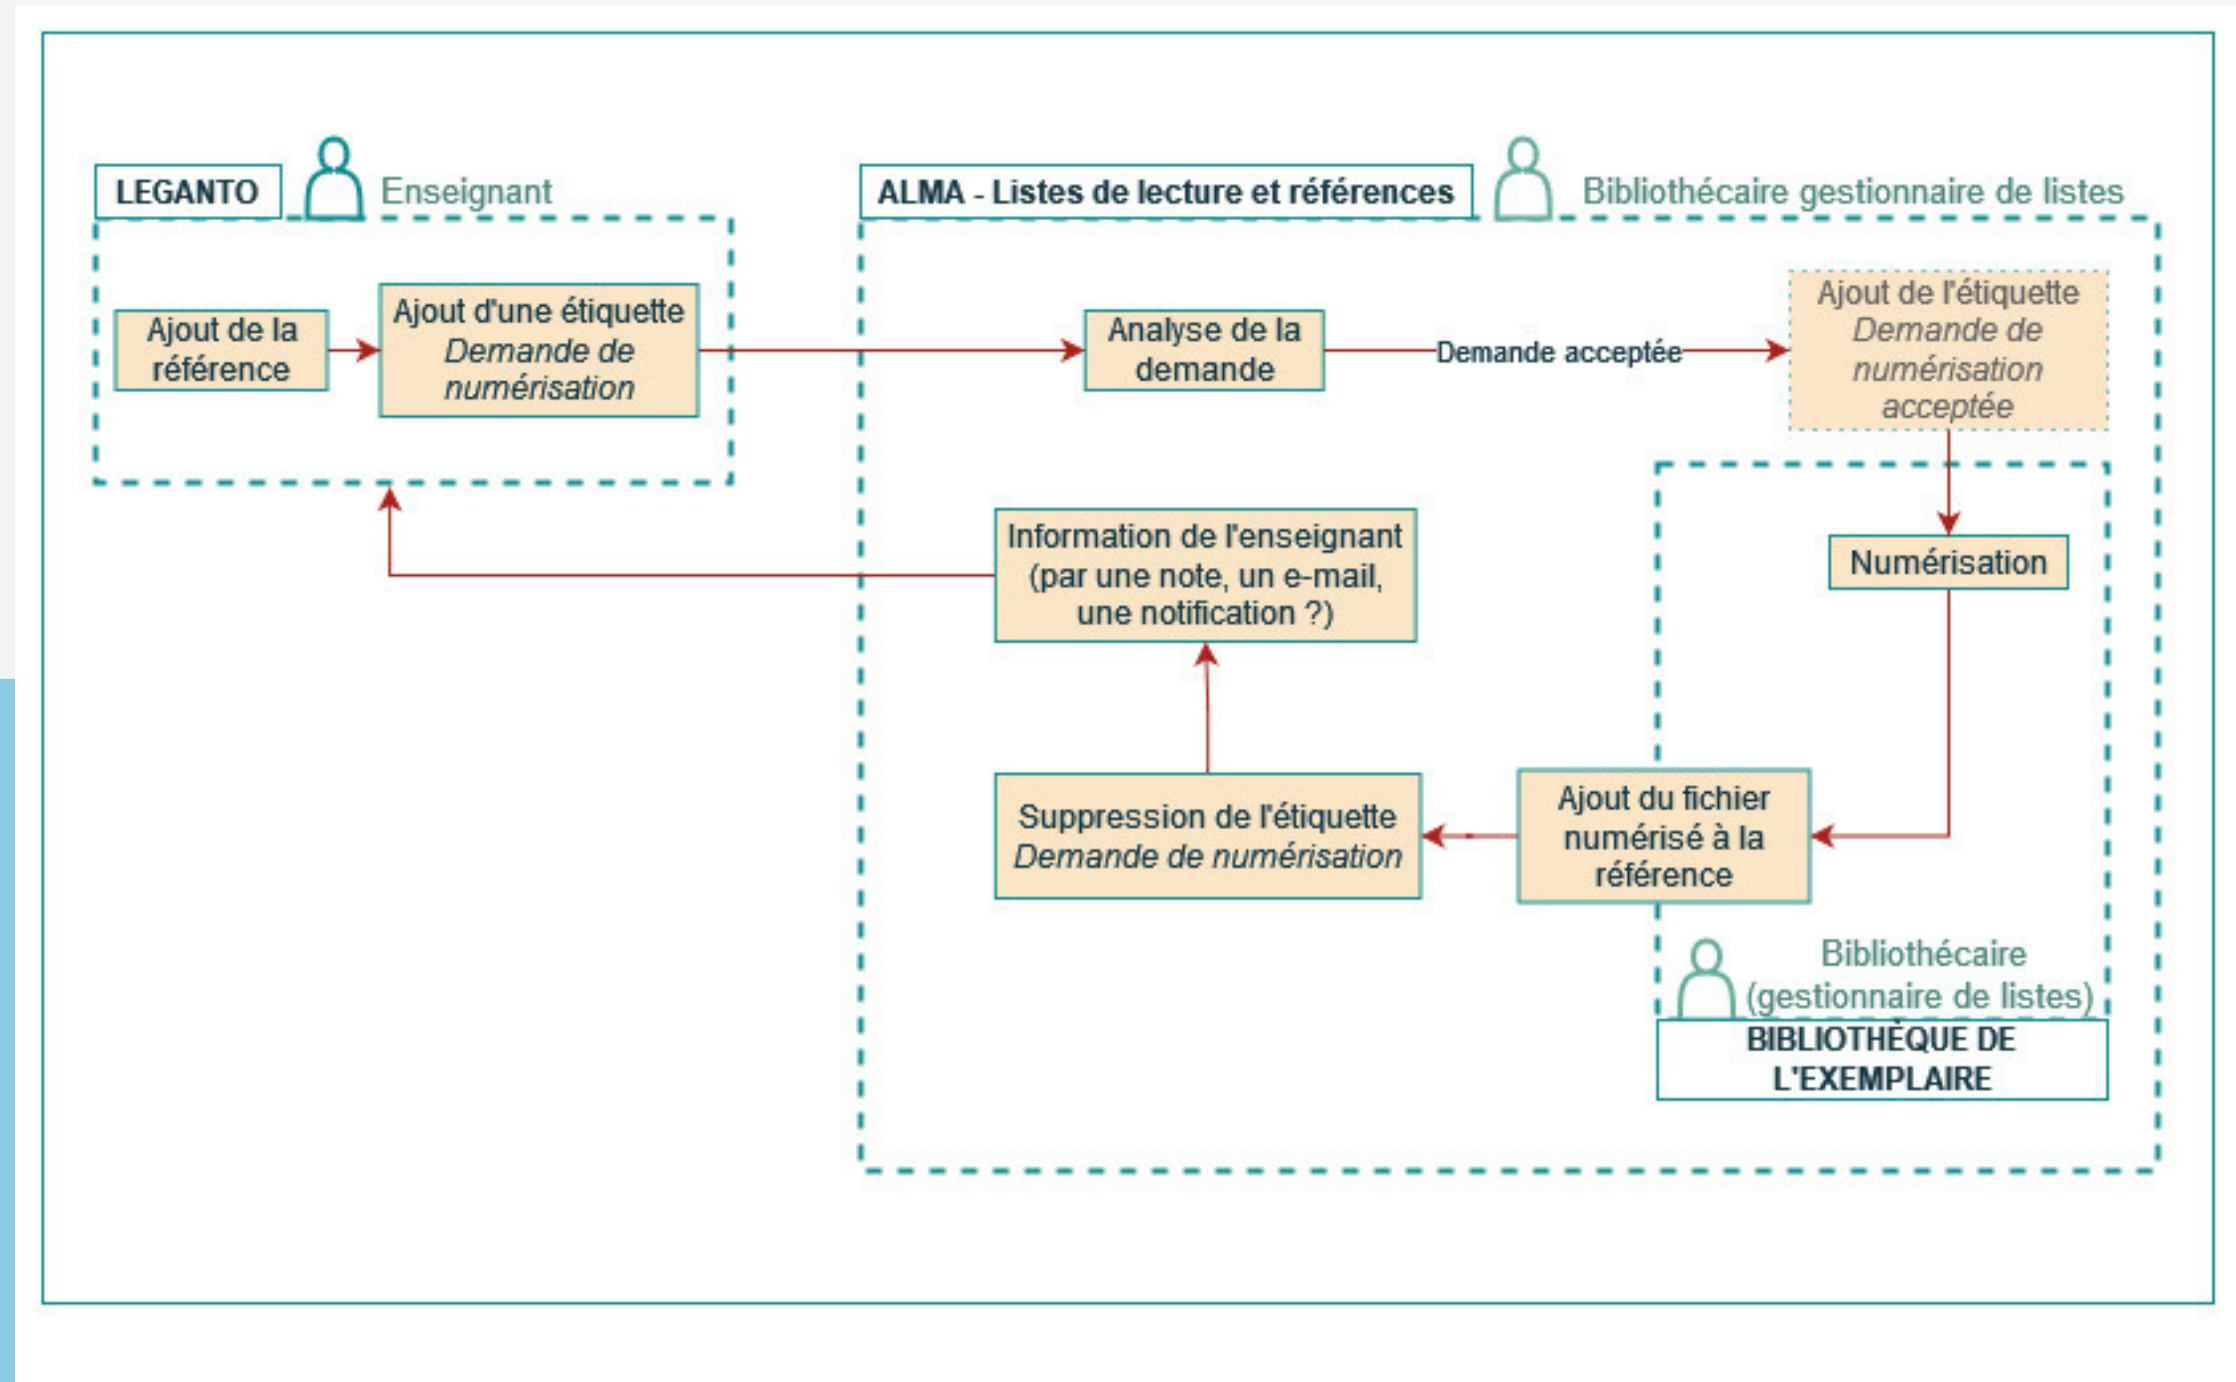 LEGANTO
Enseignant
Ajout de la
référence
Ajout d'une étiquette
Demande de
numérisation
ALMA - Listes de lecture et références
Bibliothécaire gestionnaire de listes
Analyse de la
demande
Demande acceptée
Ajout de l'étiquette
Demande de
numérisation
acceptée
Numérisation
Ajout du fichier
numérisé à la
référence
Suppression de l'étiquette
Demande de numérisation
Information de l'enseignant
(par une note, un e-mail,
une notification ?)
Bibliothécaire
(gestionnaire de listes)
BIBLIOTHÈQUE DE
L'EXEMPLAIRE